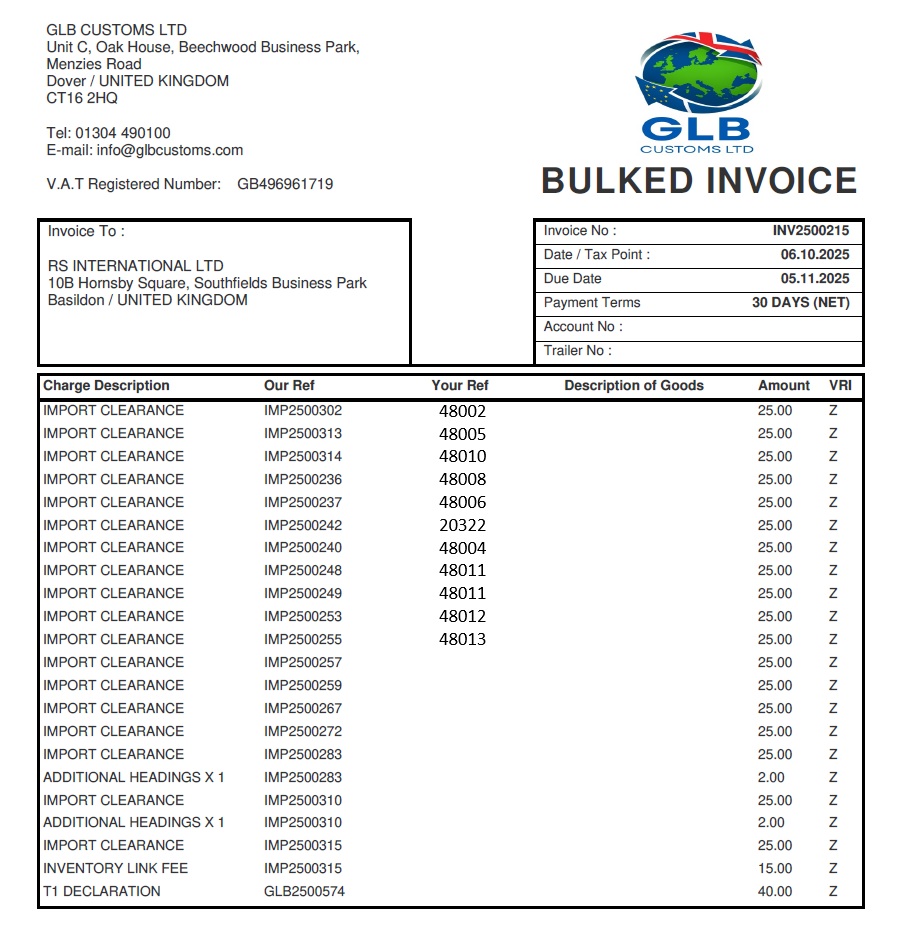 GLB CUSTOMS LTD
Unit C, Oak House, Beechwood Business Park,
Menzies Road
Dover / UNITED KINGDOM
CT16 2HQ
Tel: 01304 490100
E-mail: info@glbcustoms.com
V.A.T Registered Number: GB496961719
GLB
CUSTOMS LTD
BULKED INVOICE
Invoice To :
RS INTERNATIONAL LTD
10B Hornsby Square, Southfields Business Park
Basildon / UNITED KINGDOM
Invoice No : INV2500215
Date / Tax Point : 06.10.2025
Due Date 05.11.2025
Payment Terms 30 DAYS (NET)
Account No :
Trailer No :
Charge Description Our Ref Your Ref Description of Goods Amount VRI
IMPORT CLEARANCE IMP2500302 48002 25.00 Z
IMPORT CLEARANCE IMP2500313 48005 25.00 Z
IMPORT CLEARANCE IMP2500314 48010 25.00 Z
IMPORT CLEARANCE IMP2500236 48008 25.00 Z
IMPORT CLEARANCE IMP2500237 48006 25.00 Z
IMPORT CLEARANCE IMP2500242 20322 25.00 Z
IMPORT CLEARANCE IMP2500240 48004 25.00 Z
IMPORT CLEARANCE IMP2500248 48011 25.00 Z
IMPORT CLEARANCE IMP2500249 48011 25.00 Z
IMPORT CLEARANCE IMP2500253 48012 25.00 Z
IMPORT CLEARANCE IMP2500255 48013 25.00 Z
IMPORT CLEARANCE IMP2500257 25.00 Z
IMPORT CLEARANCE IMP2500259 25.00 Z
IMPORT CLEARANCE IMP2500267 25.00 Z
IMPORT CLEARANCE IMP2500272 25.00 Z
IMPORT CLEARANCE IMP2500283 25.00 Z
ADDITIONAL HEADINGS X 1 IMP2500283 2.00 Z
IMPORT CLEARANCE IMP2500310 25.00 Z
ADDITIONAL HEADINGS X 1 IMP2500310 2.00 Z
IMPORT CLEARANCE IMP2500315 25.00 Z
INVENTORY LINK FEE IMP2500315 15.00 Z
T1 DECLARATION GLB2500574 40.00 Z